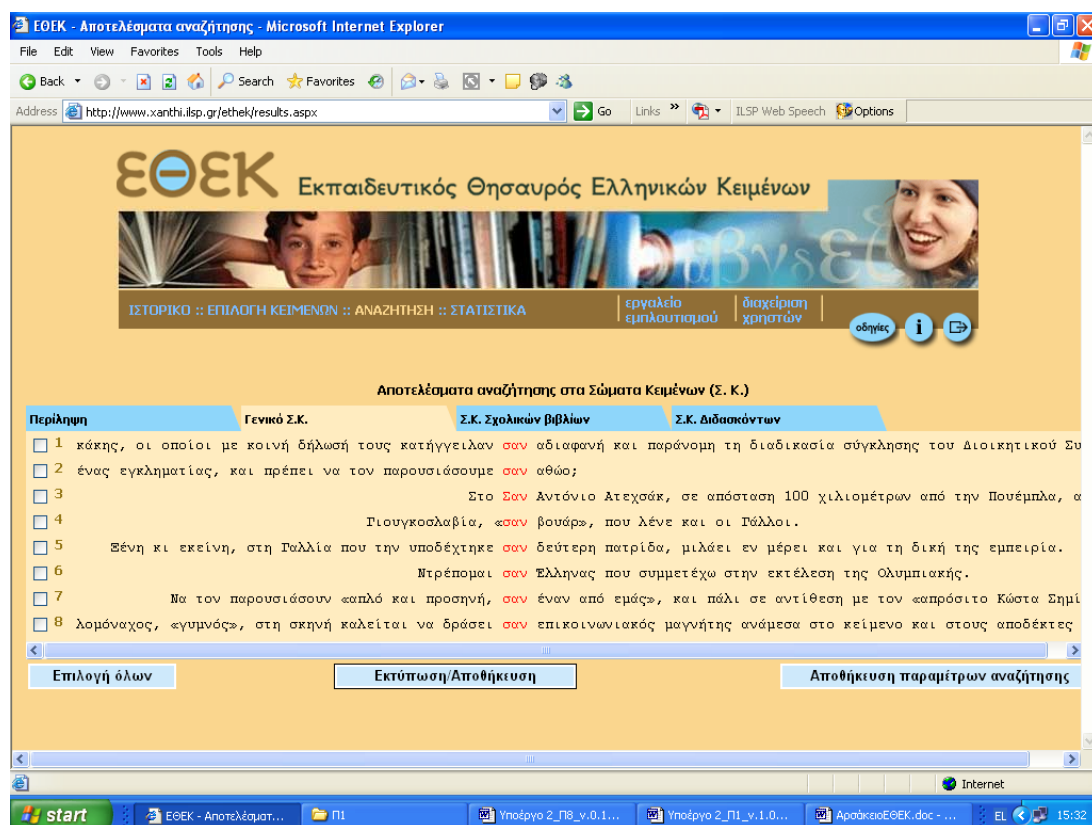 ΕΘΕΚ - Αποτελέσματα αναζήτησης - Microsoft Internet Explorer
File Edit View Favorites Tools Help
Back Search Favorites
Address http://www.xanthi.ilsp.gr/ethek/results.aspx Go Links » ILSP Web Speech Options
ΕΘΕΚ Εκπαιδευτικός Θησαυρός Ελληνικών Κειμένων
ΙΣΤΟΡΙΚΟ :: ΕΠΙΛΟΓΗ ΚΕΙΜΕΝΩΝ :: ΑΝΑΖΗΤΗΣΗ :: ΣΤΑΤΙΣΤΙΚΑ
εργαλείο εμπλουτισμού
διαχείριση χρηστών
οδηγίες i
Αποτελέσματα αναζήτησης στα Σώματα Κειμένων (Σ. Κ.)
Περίληψη Γενικό Σ.Κ. Σ.Κ. Σχολικών βιβλίων Σ.Κ. Διδασκόντων
1 κάκης, οι οποίοι με κοινή δήλωσή τους κατήγγειλαν σαν αδιαφανή και παράνομη τη διαδικασία σύγκλησης του Διοικητικού Συ
2 ένας εγκληματίας, και πρέπει να τον παρουσιάσουμε σαν αθώο;
3 Στο Σαν Αντόνιο Ατεχσάκ, σε απόσταση 100 χιλιομέτρων από την Πουέμπλα, α
4 Γιουγκοσλαβία, «σαν βουάρ», που λένε και οι Γάλλοι.
5 Ξένη κι εκείνη, στη Γαλλία που την υποδέχτηκε σαν δεύτερη πατρίδα, μιλάει εν μέρει και για τη δική της εμπειρία.
6 Ντρέπομαι σαν Έλληνας που συμμετέχω στην εκτέλεση της Ολυμπιακής.
7 Να τον παρουσιάσουν «απλό και προσηνή, σαν έναν από εμάς», και πάλι σε αντίθεση με τον «απρόσιτο Κώστα Σημί
8 λομόναχος, «γυμνός», στη σκηνή καλείται να δράσει σαν επικοινωνιακός μαγνήτης ανάμεσα στο κείμενο και στους αποδέκτες
Επιλογή όλων Εκτύπωση/Αποθήκευση Αποθήκευση παραμέτρων αναζήτησης
Internet
start ΕΘΕΚ - Αποτελέσματ... Π1 Υποέργο 2_Π8_v.0.1... Υποέργο 2_Π1_v.1.0... ΑρσάκειοΕΘΕΚ.doc - ... EL 15:32